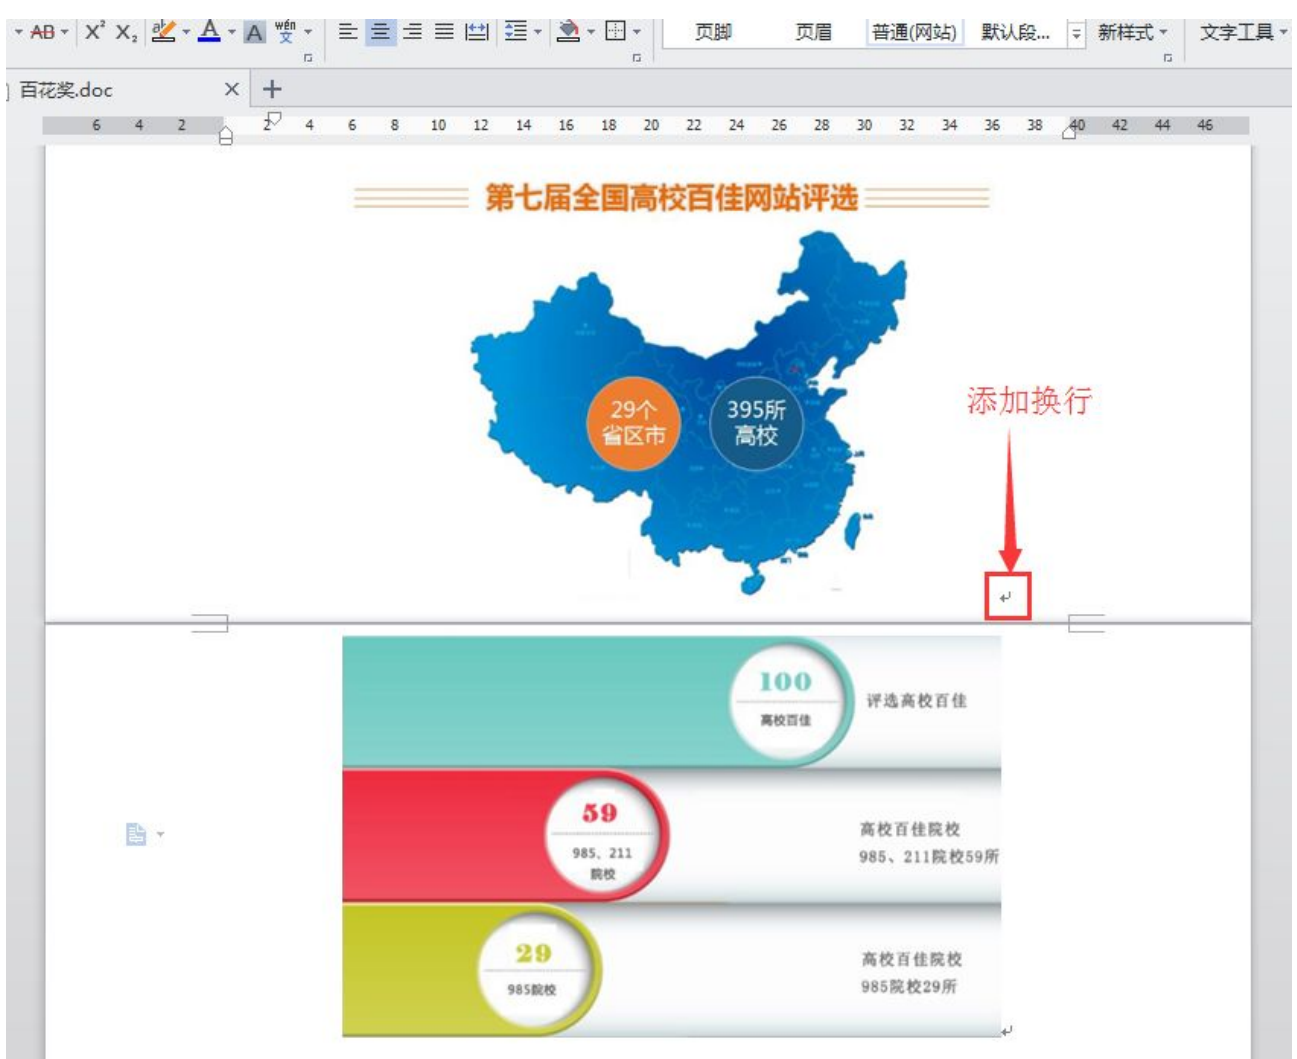 AB X² X₂ A A wén 文 页脚 页眉 普通(网站) 默认段... 新样式 文字工具
百花奖.doc × +
6 4 2 2 4 6 8 10 12 14 16 18 20 22 24 26 28 30 32 34 36 38 40 42 44 46
第七届全国高校百佳网站评选
29个
省区市
395所
高校
添加换行
100
高校百佳
评选高校百佳
59
985、211
院校
高校百佳院校
985、211院校59所
29
985院校
高校百佳院校
985院校29所